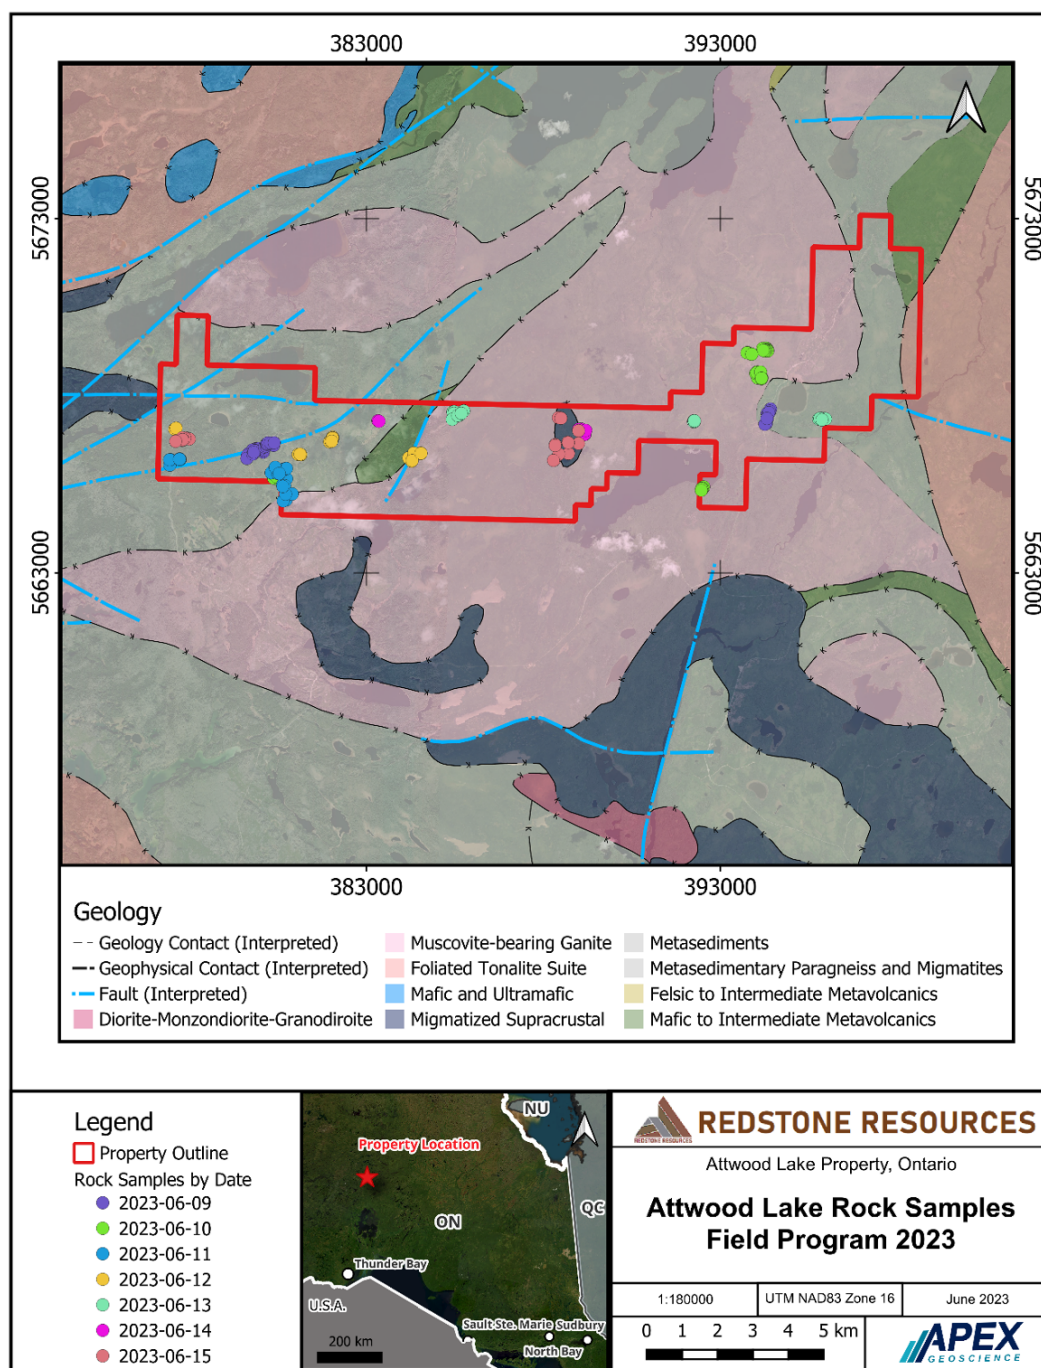 383000
393000
5673000
5673000
5663000
5663000
383000
393000
Geology
Geology Contact (Interpreted)
Geophysical Contact (Interpreted)
Fault (Interpreted)
Diorite-Monzondiorite-Granodiroite
Muscovite-bearing Ganite
Foliated Tonalite Suite
Mafic and Ultramafic
Migmatized Supracrustal
Metasediments
Metasedimentary Paragneiss and Migmatites
Felsic to Intermediate Metavolcanics
Mafic to Intermediate Metavolcanics
Legend
Property Outline
Rock Samples by Date
2023-06-09
2023-06-10
2023-06-11
2023-06-12
2023-06-13
2023-06-14
2023-06-15
NU
Property Location
ON
QC
Thunder Bay
U.S.A.
Sault Ste. Marie
Sudbury
North Bay
200 km
REDSTONE RESOURCES
REDSTONE RESOURCES
Attwood Lake Property, Ontario
Attwood Lake Rock Samples
Field Program 2023
1:180000
UTM NAD83 Zone 16
June 2023
0 1 2 3 4 5 km
APEX
GEOSCIENCE